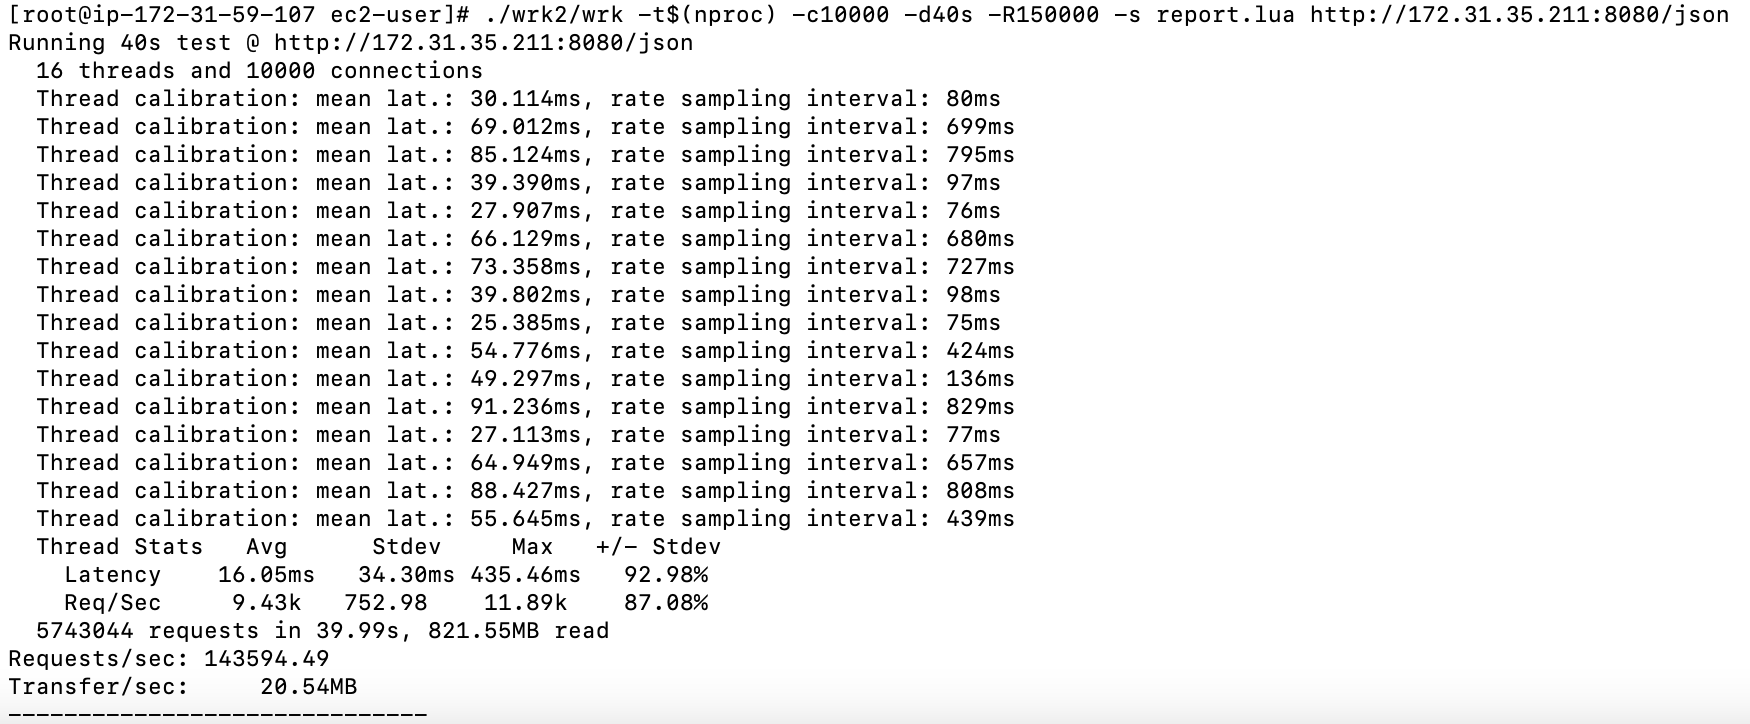 [root@ip-172-31-59-107 ec2-user]# ./wrk2/wrk -t$(nproc) -c10000 -d40s -R150000 -s report.lua http://172.31.35.211:8080/json
Running 40s test @ http://172.31.35.211:8080/json
  16 threads and 10000 connections
  Thread calibration: mean lat.: 30.114ms, rate sampling interval: 80ms
  Thread calibration: mean lat.: 69.012ms, rate sampling interval: 699ms
  Thread calibration: mean lat.: 85.124ms, rate sampling interval: 795ms
  Thread calibration: mean lat.: 39.390ms, rate sampling interval: 97ms
  Thread calibration: mean lat.: 27.907ms, rate sampling interval: 76ms
  Thread calibration: mean lat.: 66.129ms, rate sampling interval: 680ms
  Thread calibration: mean lat.: 73.358ms, rate sampling interval: 727ms
  Thread calibration: mean lat.: 39.802ms, rate sampling interval: 98ms
  Thread calibration: mean lat.: 25.385ms, rate sampling interval: 75ms
  Thread calibration: mean lat.: 54.776ms, rate sampling interval: 424ms
  Thread calibration: mean lat.: 49.297ms, rate sampling interval: 136ms
  Thread calibration: mean lat.: 91.236ms, rate sampling interval: 829ms
  Thread calibration: mean lat.: 27.113ms, rate sampling interval: 77ms
  Thread calibration: mean lat.: 64.949ms, rate sampling interval: 657ms
  Thread calibration: mean lat.: 88.427ms, rate sampling interval: 808ms
  Thread calibration: mean lat.: 55.645ms, rate sampling interval: 439ms
  Thread Stats   Avg      Stdev     Max   +/- Stdev
    Latency    16.05ms   34.30ms 435.46ms   92.98%
    Req/Sec     9.43k   752.98    11.89k    87.08%
  5743044 requests in 39.99s, 821.55MB read
Requests/sec: 143594.49
Transfer/sec:     20.54MB
------------------------------